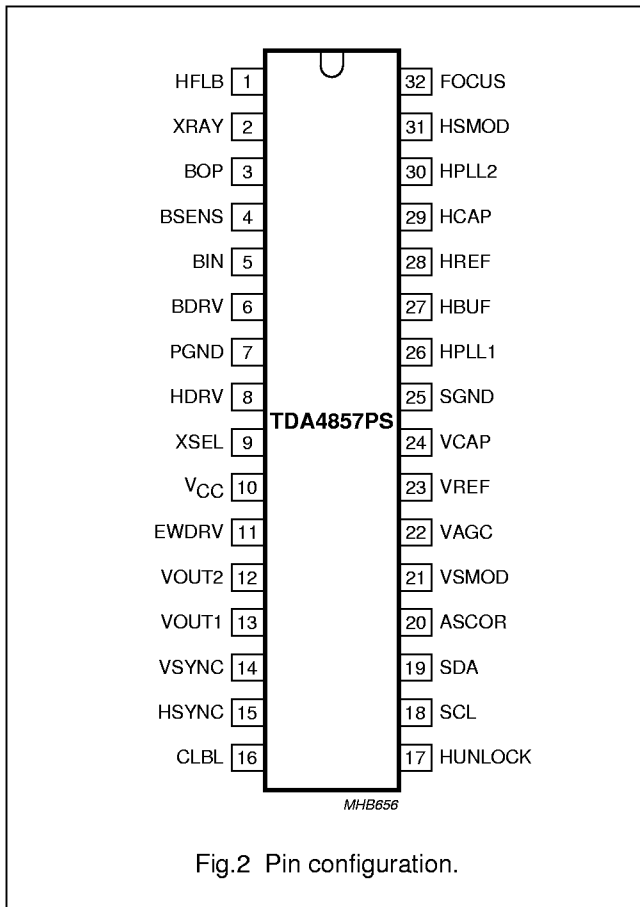 HFLB 1 32 FOCUS
XRAY 2 31 HSMOD
BOP 3 30 HPLL2
BSENS 4 29 HCAP
BIN 5 28 HREF
BDRV 6 27 HBUF
PGND 7 26 HPLL1
HDRV 8 25 SGND
TDA4857PS
XSEL 9 24 VCAP
VCC 10 23 VREF
EWDRV 11 22 VAGC
VOUT2 12 21 VSMOD
VOUT1 13 20 ASCOR
VSYNC 14 19 SDA
HSYNC 15 18 SCL
CLBL 16 17 HUNLOCK
MHB656
Fig.2 Pin configuration.